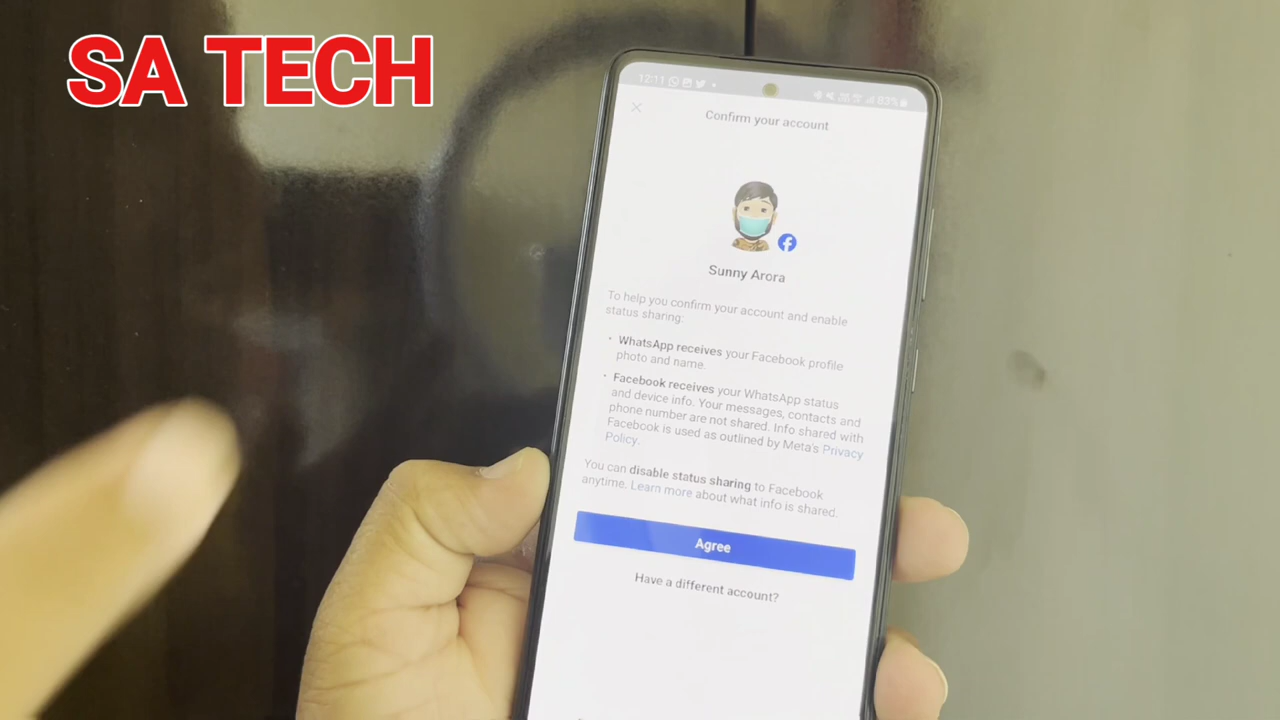 SA TECH
12:11
83%
Confirm your account
Sunny Arora
To help you confirm your account and enable
status sharing:
• WhatsApp receives your Facebook profile
photo and name.
• Facebook receives your WhatsApp status
and device info. Your messages, contacts and
phone number are not shared. Info shared with
Facebook is used as outlined by Meta's Privacy
Policy.
You can disable status sharing to Facebook
anytime. Learn more about what info is shared.
Agree
Have a different account?